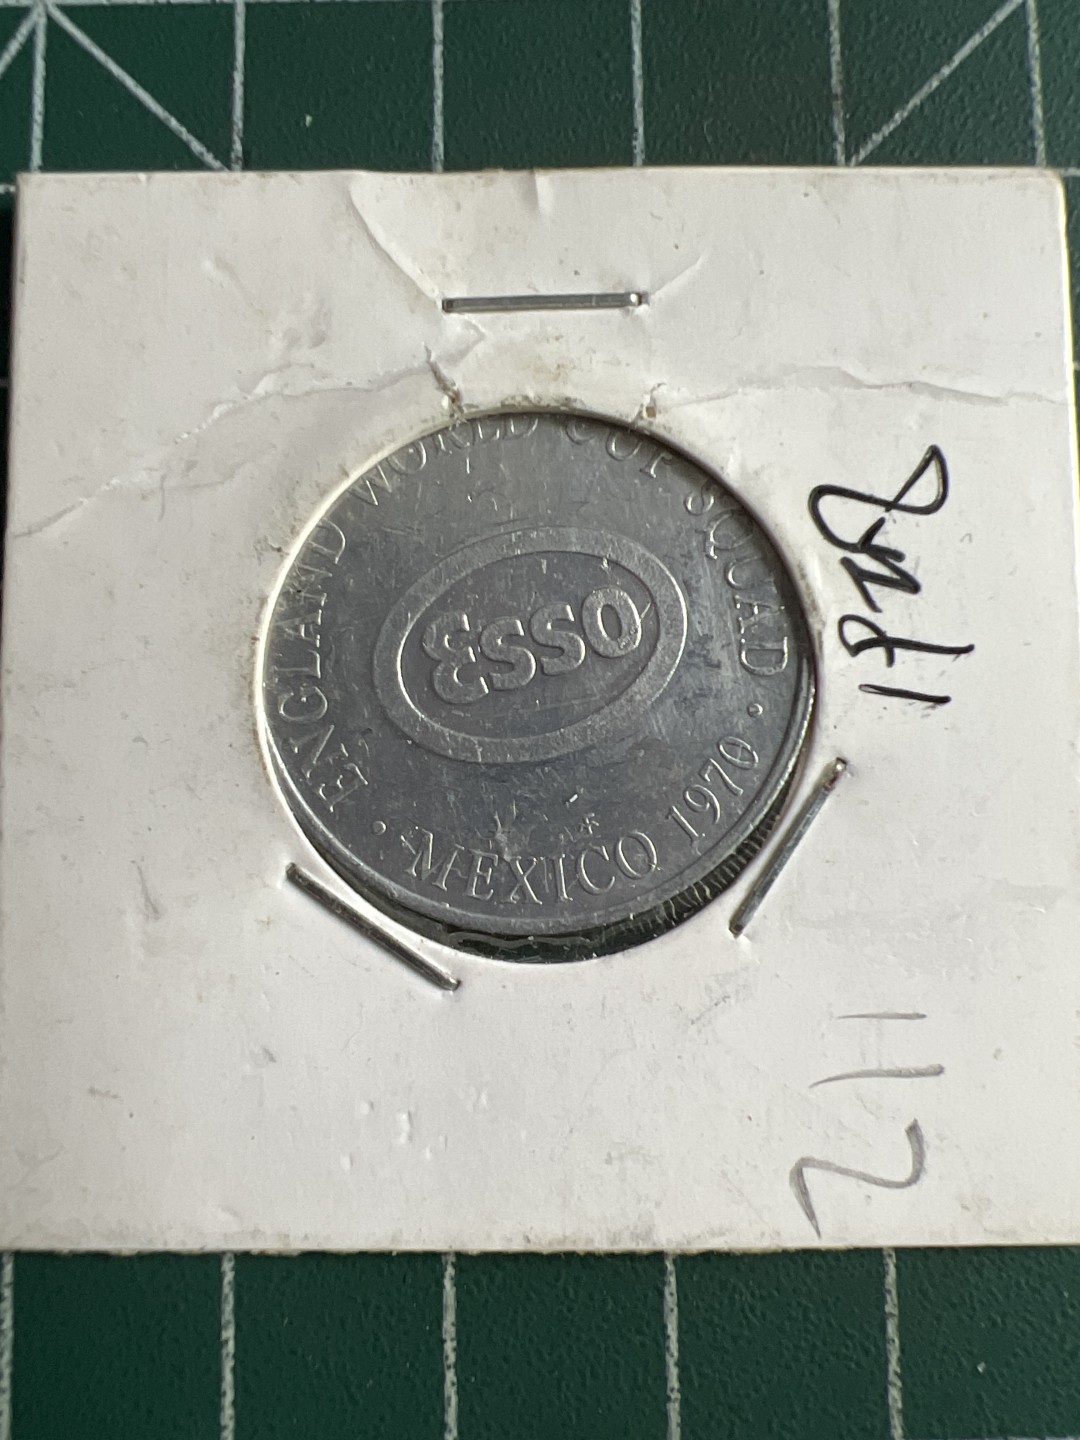 ENGLAND WORLD CUP SQUAD
ESSO
• MEXICO 1970 •